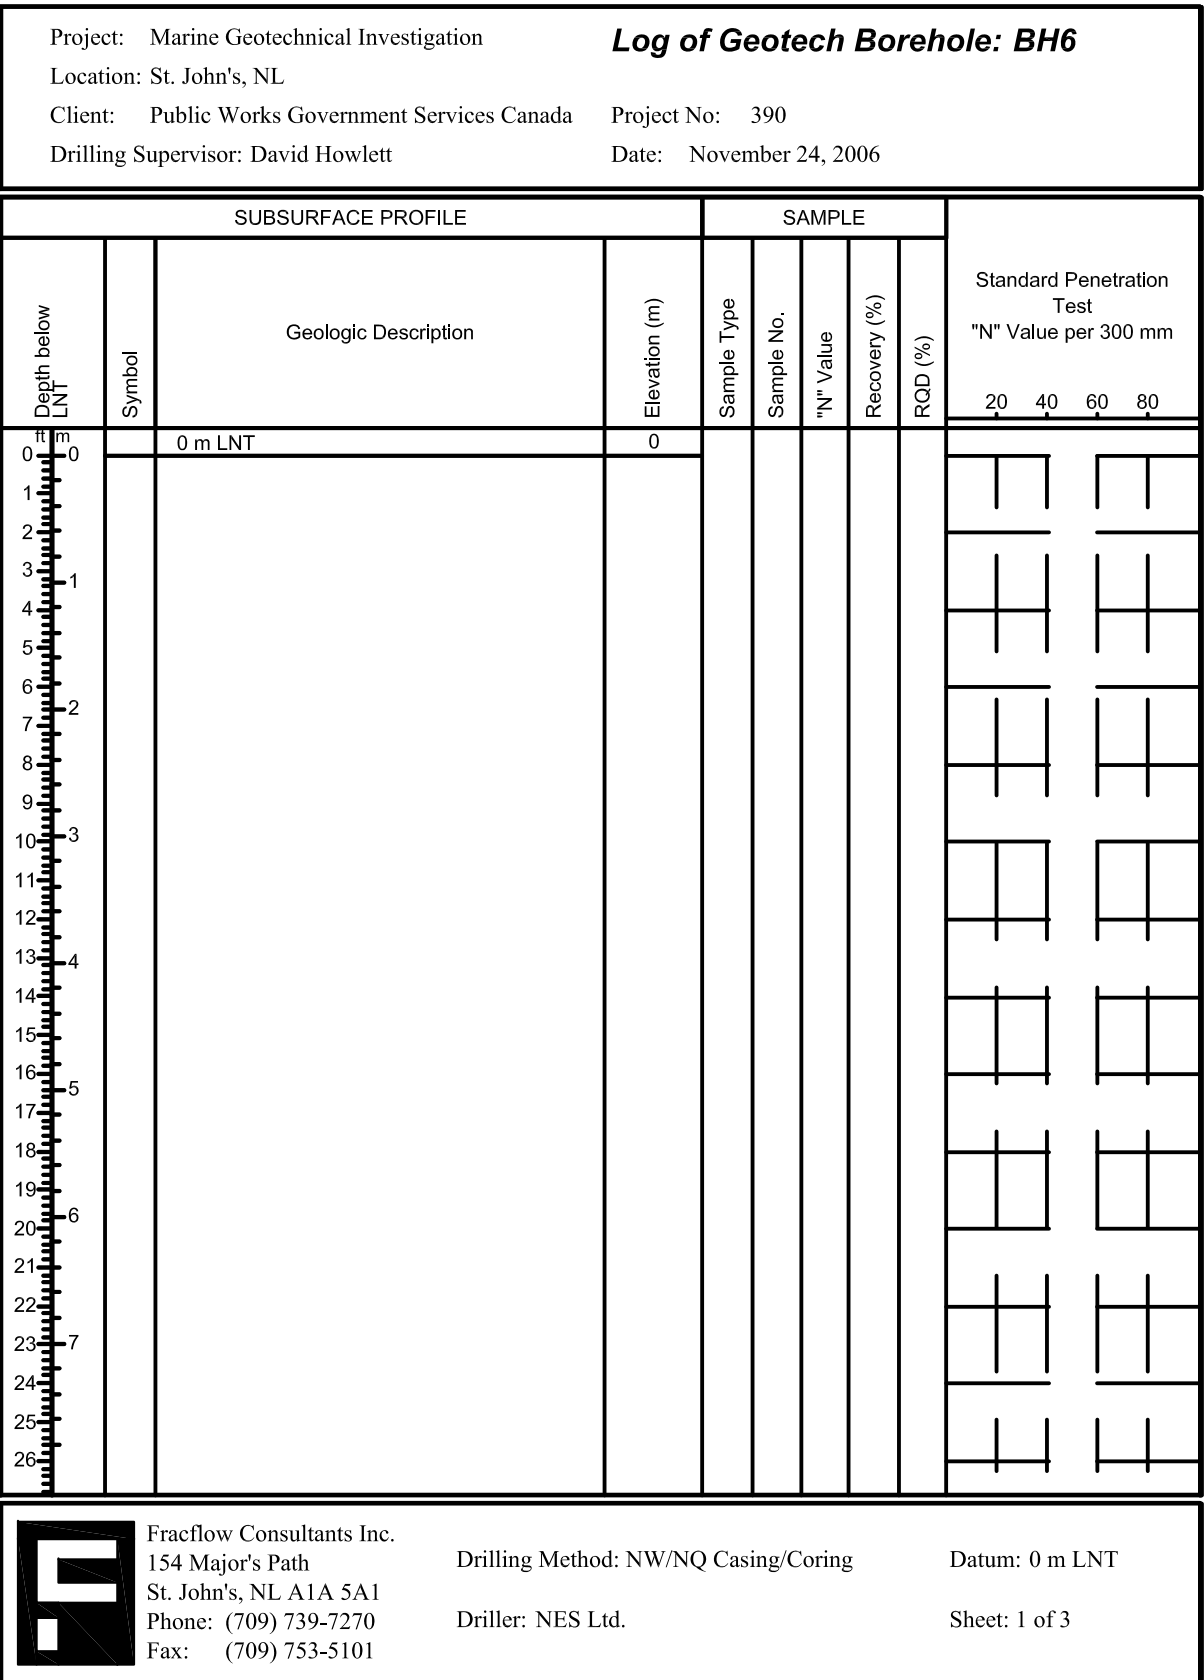 Project: Marine Geotechnical Investigation
Log of Geotech Borehole: BH6
Location: St. John's, NL
Client: Public Works Government Services Canada
Project No: 390
Drilling Supervisor: David Howlett
Date: November 24, 2006
SUBSURFACE PROFILE
SAMPLE
Depth below
LNT
Symbol
Geologic Description
Elevation (m)
Sample Type
Sample No.
"N" Value
Recovery (%)
RQD (%)
Standard Penetration
Test
"N" Value per 300 mm
20 40 60 80
ft m
0 m LNT
0
0 0
1
2
3
1
4
5
6
2
7
8
9
3
10
11
12
13
4
14
15
16
5
17
18
19
6
20
21
22
23 7
24
25
26
Fracflow Consultants Inc.
154 Major's Path
St. John's, NL A1A 5A1
Phone: (709) 739-7270
Fax: (709) 753-5101
Drilling Method: NW/NQ Casing/Coring
Driller: NES Ltd.
Datum: 0 m LNT
Sheet: 1 of 3